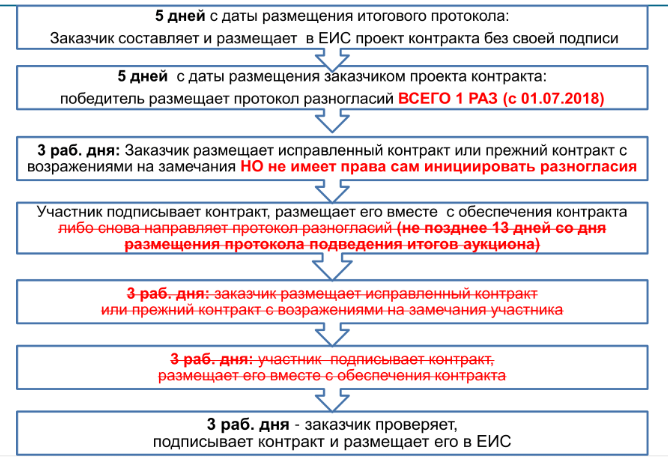 5 дней с даты размещения итогового протокола:
Заказчик составляет и размещает в ЕИС проект контракта без своей подписи
5 дней с даты размещения заказчиком проекта контракта:
победитель размещает протокол разногласий ВСЕГО 1 РАЗ (с 01.07.2018)
3 раб. дня: Заказчик размещает исправленный контракт или прежний контракт с
возражениями на замечания НО не имеет права сам инициировать разногласия
Участник подписывает контракт, размещает его вместе с обеспечения контракта
либо снова направляет протокол разногласий (не позднее 13 дней со дня
размещения протокола подведения итогов аукциона)
3 раб. дня: заказчик размещает исправленный контракт
или прежний контракт с возражениями на замечания участника
3 раб. дня: участник подписывает контракт,
размещает его вместе с обеспечения контракта
3 раб. дня - заказчик проверяет,
подписывает контракт и размещает его в ЕИС